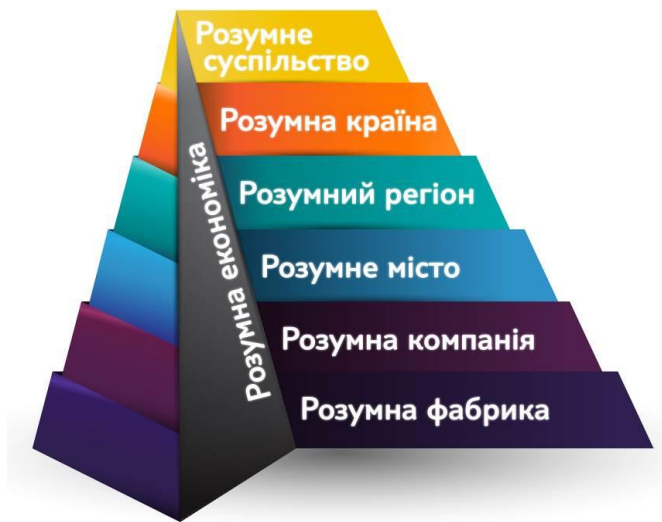 Розумне
суспільство
Розумна країна
Розумний регіон
Розумне місто
Розумна компанія
Розумна фабрика
Розумна економіка